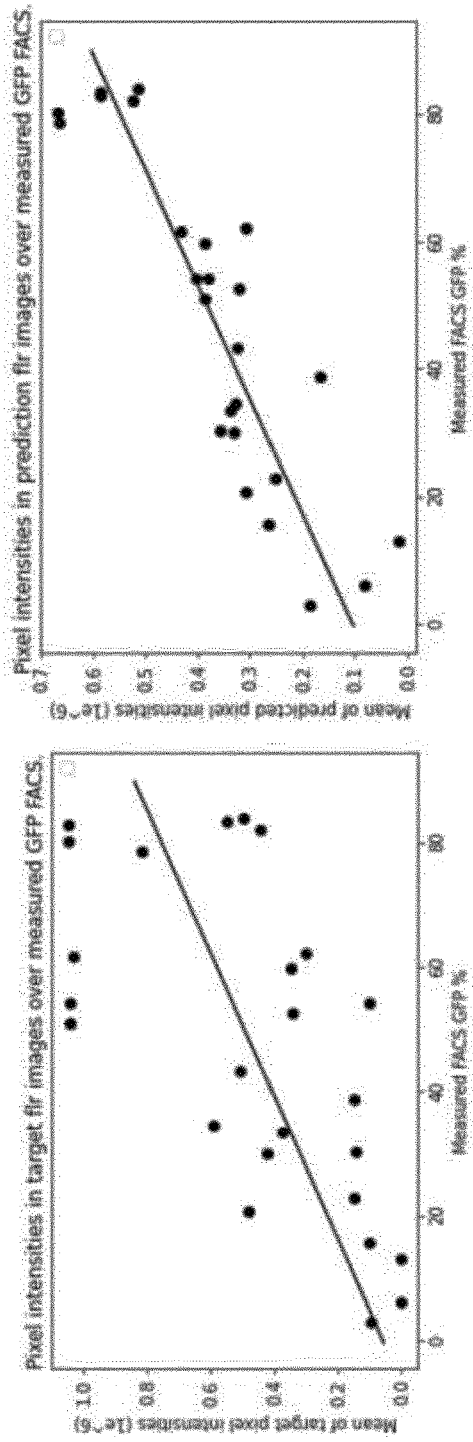 Pixel intensities in target flr images over measured GFP FACS.
Mean of target pixel intensities (1e^6)
1.0
0.8
0.6
0.4
0.2
0.0
0 20 40 60 80
Measured FACS GFP %
Pixel intensities in prediction flr images over measured GFP FACS.
Mean of predicted pixel intensities (1e^6)
0.7
0.6
0.5
0.4
0.3
0.2
0.1
0.0
0 20 40 60 80
Measured FACS GFP %